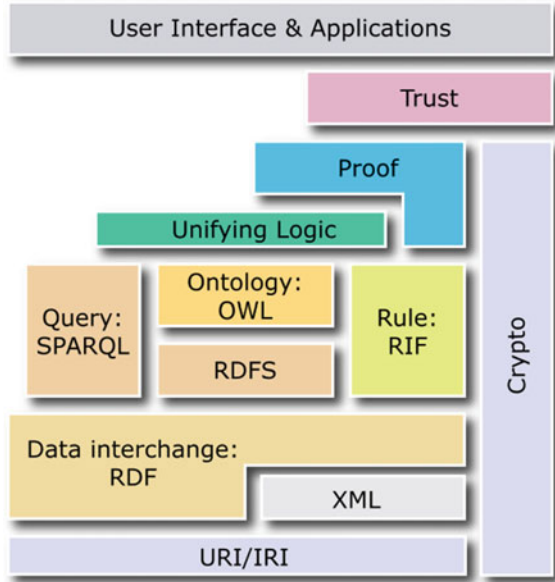 User Interface & Applications
Trust
Proof
Unifying Logic
Query:
SPARQL
Ontology:
OWL
RDFS
Rule:
RIF
Crypto
Data interchange:
RDF
XML
URI/IRI